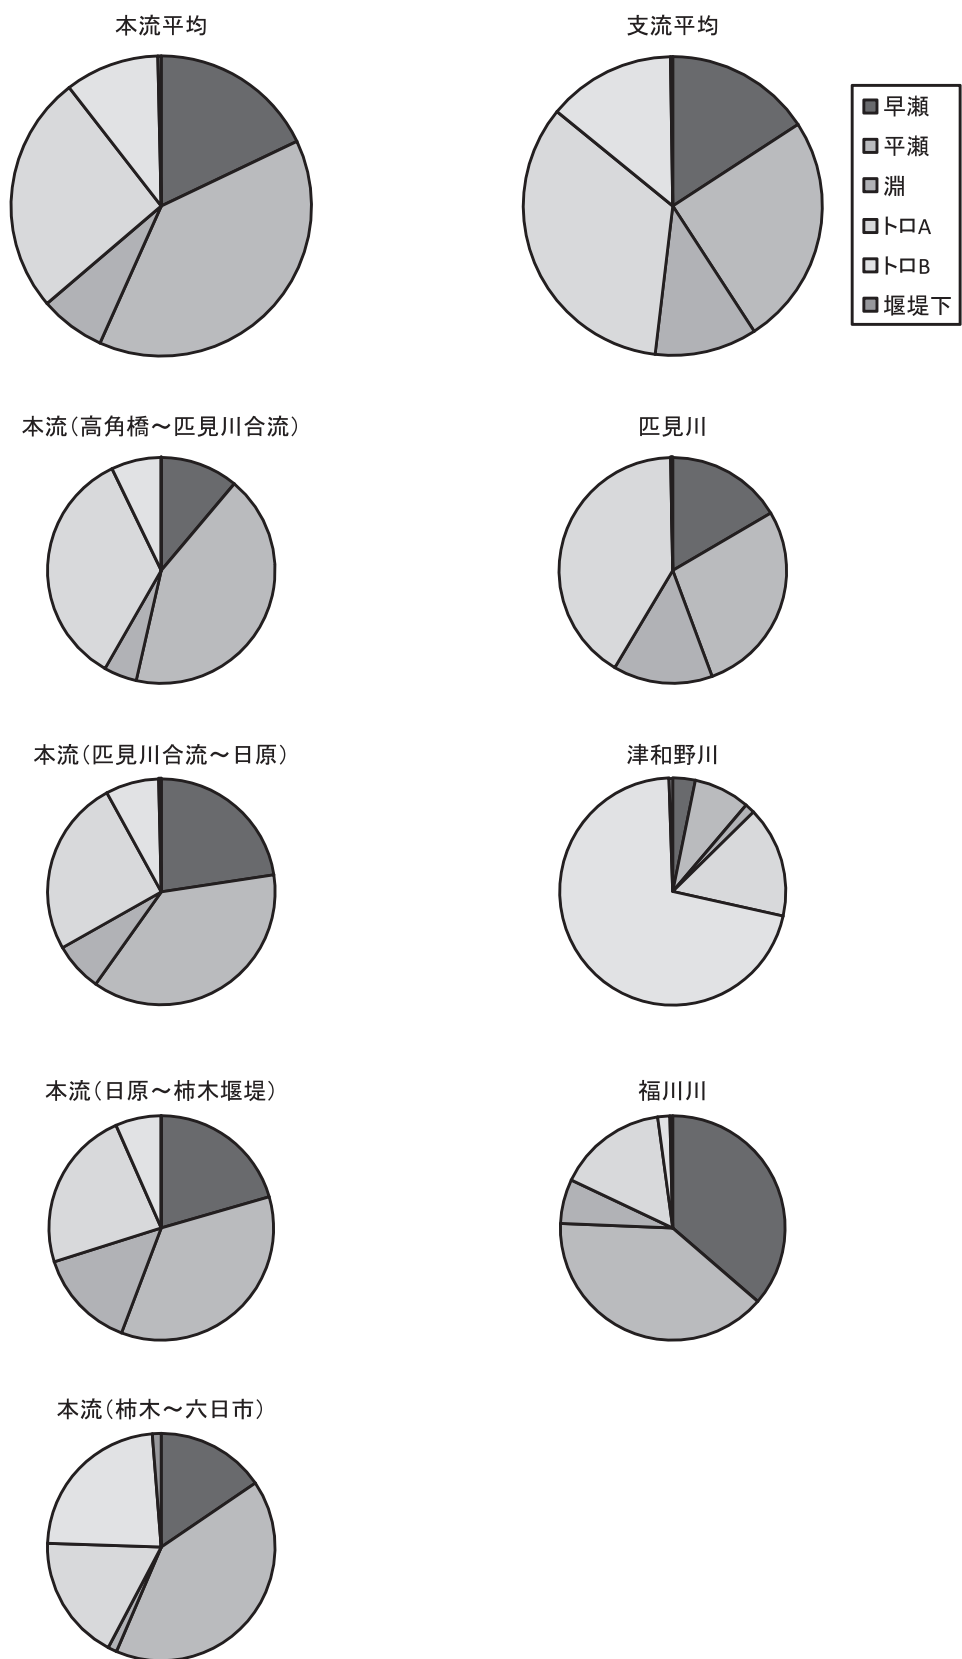 本流平均
支流平均
早瀬
平瀬
淵
トロA
トロB
堰堤下
本流(高角橋～匹見川合流)
匹見川
本流(匹見川合流～日原)
津和野川
本流(日原～柿木堰堤)
福川川
本流(柿木～六日市)